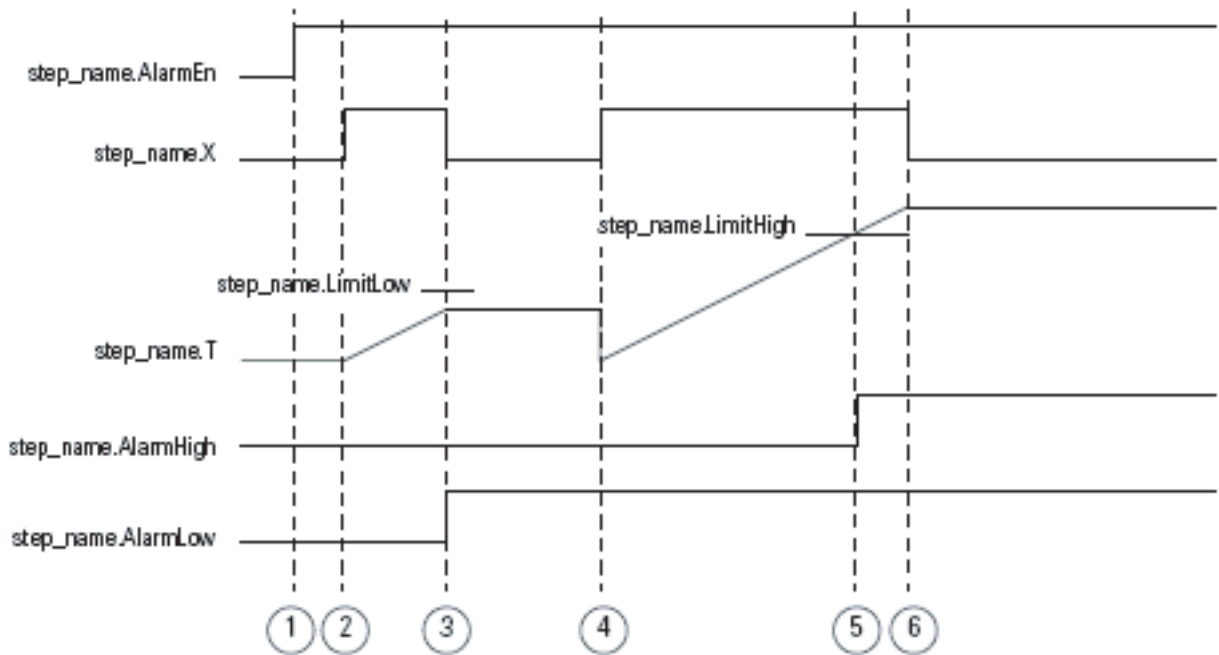 step_name.AlarmEn
step_name.X
step_name.LimitHigh
step_name.LimitLow
step_name.T
step_name.AlarmHigh
step_name.AlarmLow
1 2 3 4 5 6